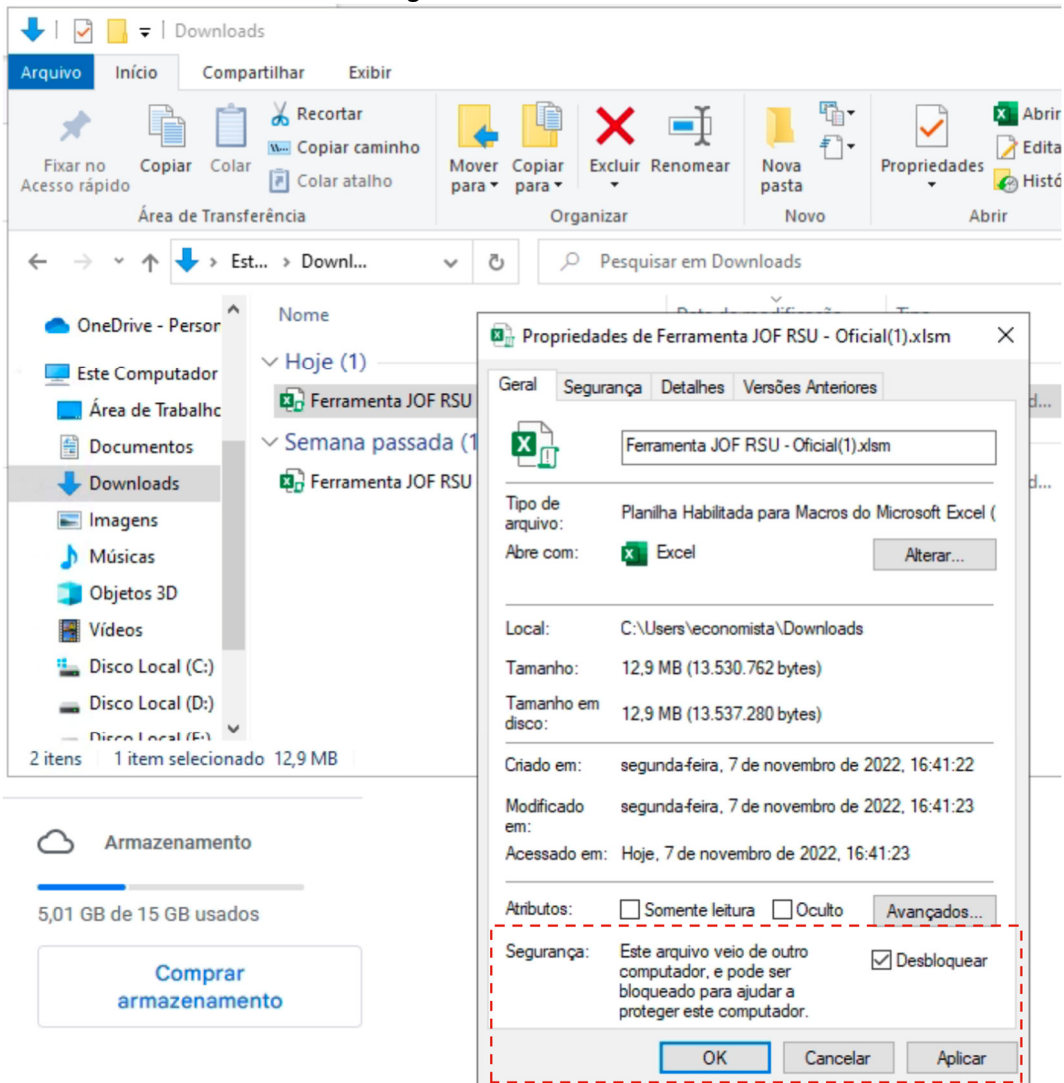 Downloads
Arquivo Início Compartilhar Exibir
Fixar no Acesso rápido
Copiar
Colar
Recortar
Copiar caminho
Colar atalho
Mover para
Copiar para
Excluir
Renomear
Nova pasta
Propriedades
Abrir
Edita
Histó
Área de Transferência Organizar Novo Abrir
Est... > Downl...
Pesquisar em Downloads
OneDrive - Person
Este Computador
Área de Trabalho
Documentos
Downloads
Imagens
Músicas
Objetos 3D
Vídeos
Disco Local (C:)
Disco Local (D:)
Nome
Hoje (1)
Ferramenta JOF RSU
Semana passada (1
Ferramenta JOF RSU
d...
d...
2 itens 1 item selecionado 12,9 MB
Propriedades de Ferramenta JOF RSU - Oficial(1).xlsm
Geral Segurança Detalhes Versões Anteriores
Ferramenta JOF RSU - Oficial(1).xlsm
Tipo de arquivo: Planilha Habilitada para Macros do Microsoft Excel (
Abre com: Excel Alterar...
Local: C:\Users\economista\Downloads
Tamanho: 12,9 MB (13.530.762 bytes)
Tamanho em disco: 12,9 MB (13.537.280 bytes)
Criado em: segunda-feira, 7 de novembro de 2022, 16:41:22
Modificado em: segunda-feira, 7 de novembro de 2022, 16:41:23
Acessado em: Hoje, 7 de novembro de 2022, 16:41:23
Atributos: Somente leitura Oculto Avançados...
Segurança: Este arquivo veio de outro
computador, e pode ser
bloqueado para ajudar a
proteger este computador.
Desbloquear
OK Cancelar Aplicar
Armazenamento
5,01 GB de 15 GB usados
Comprar
armazenamento